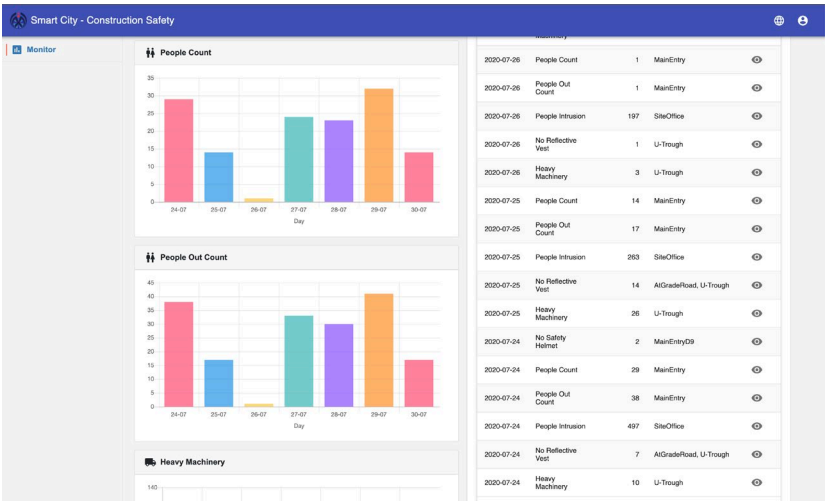 Smart City - Construction Safety
Monitor
People Count
35
30
25
20
15
10
5
0
24-07 25-07 26-07 27-07 28-07 29-07 30-07
Day
People Out Count
45
40
35
30
25
20
15
10
5
0
24-07 25-07 26-07 27-07 28-07 29-07 30-07
Day
Heavy Machinery
140
Machinery
2020-07-26 People Count 1 MainEntry
2020-07-26 People Out
Count 1 MainEntry
2020-07-26 People Intrusion 197 SiteOffice
2020-07-26 No Reflective
Vest 1 U-Trough
2020-07-26 Heavy
Machinery 3 U-Trough
2020-07-25 People Count 14 MainEntry
2020-07-25 People Out
Count 17 MainEntry
2020-07-25 People Intrusion 263 SiteOffice
2020-07-25 No Reflective
Vest 14 AtGradeRoad, U-Trough
2020-07-25 Heavy
Machinery 26 U-Trough
2020-07-24 No Safety
Helmet 2 MainEntryD9
2020-07-24 People Count 29 MainEntry
2020-07-24 People Out
Count 38 MainEntry
2020-07-24 People Intrusion 497 SiteOffice
2020-07-24 No Reflective
Vest 7 AtGradeRoad, U-Trough
2020-07-24 Heavy
Machinery 10 U-Trough